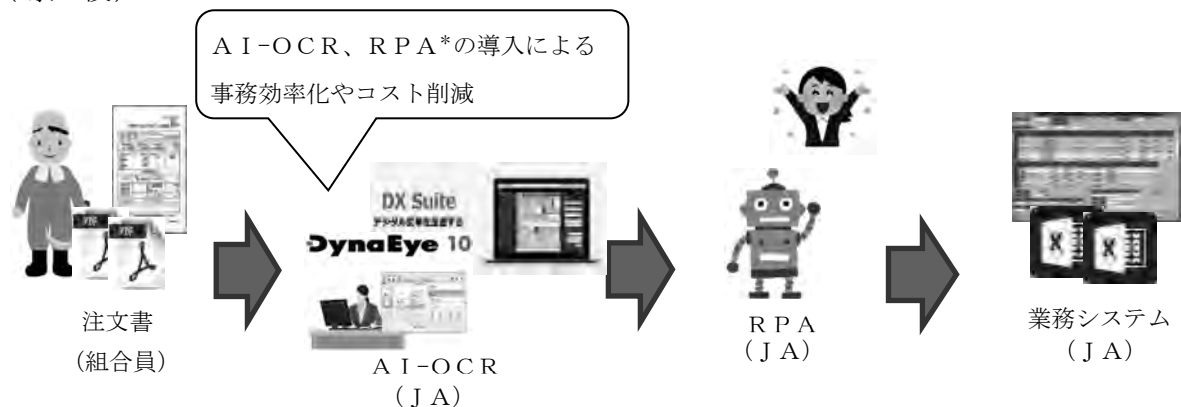 ＡＩ-ＯＣＲ、ＲＰＡ*の導入による
事務効率化やコスト削減
DX Suite
DynaEye 10
注文書
（組合員）
ＡＩ-ＯＣＲ
（ＪＡ）
ＲＰＡ
（ＪＡ）
業務システム
（ＪＡ）